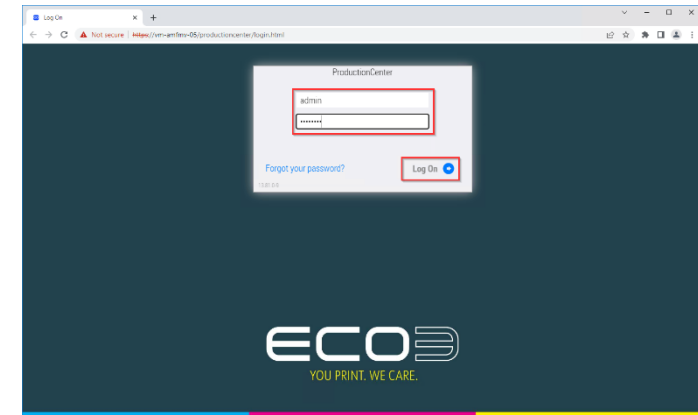 Log On
Not secure | https://vm-amfms-05/productioncenter/login.html
ProductionCenter
admin
Forgot your password?
Log On
ECO3
YOU PRINT. WE CARE.